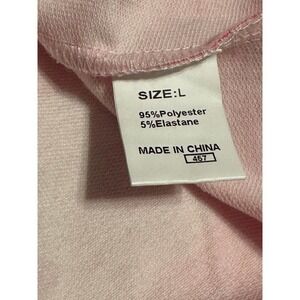 SIZE:L
95%Polyester
5%Elastane
MADE IN CHINA
457